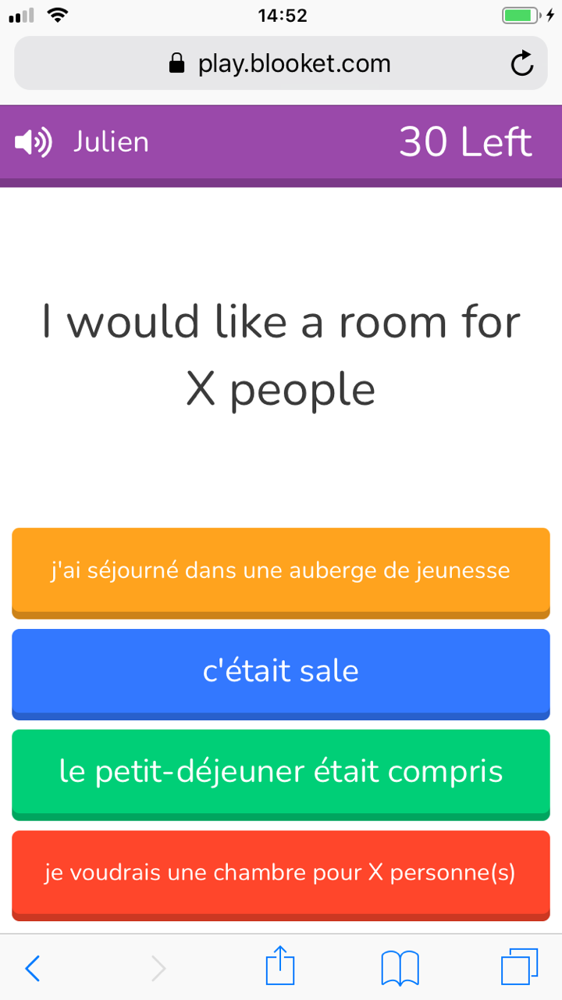 14:52
play.blooket.com
Julien
30 Left
I would like a room for
X people
j'ai séjourné dans une auberge de jeunesse
c'était sale
le petit-déjeuner était compris
je voudrais une chambre pour X personne(s)